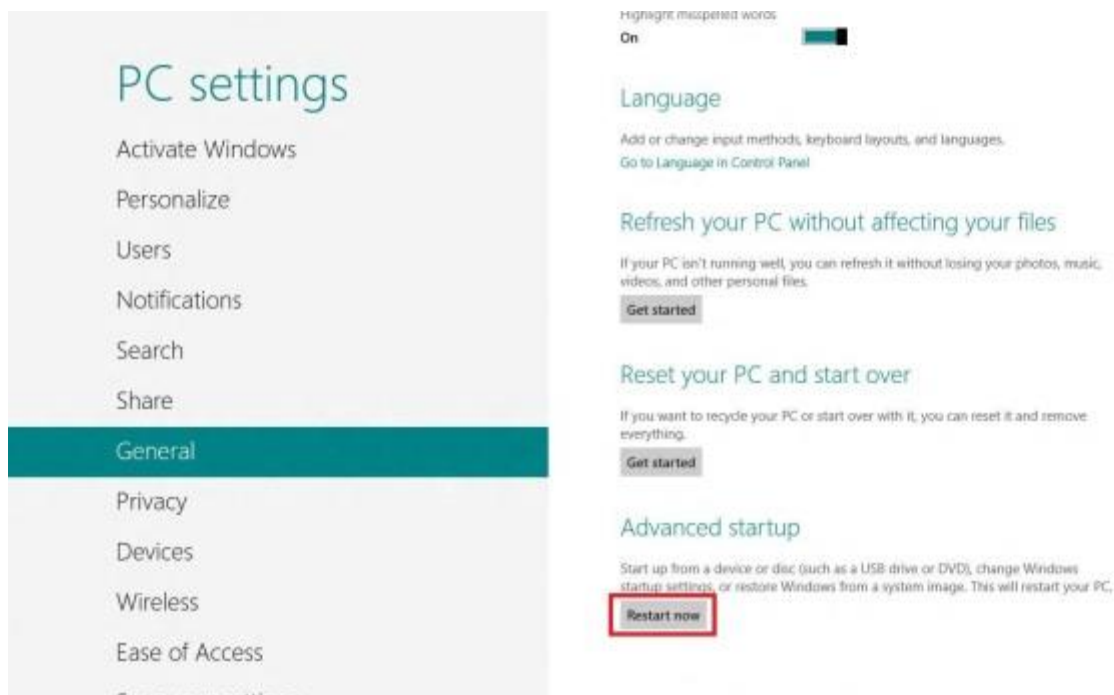 PC settings
Activate Windows
Personalize
Users
Notifications
Search
Share
General
Privacy
Devices
Wireless
Ease of Access
Highlight misspelled words
On
Language
Add or change input methods, keyboard layouts, and languages.
Go to Language in Control Panel
Refresh your PC without affecting your files
If your PC isn't running well, you can refresh it without losing your photos, music,
videos, and other personal files.
Get started
Reset your PC and start over
If you want to recycle your PC or start over with it, you can reset it and remove
everything.
Get started
Advanced startup
Start up from a device or disc (such as a USB drive or DVD), change Windows
startup settings, or restore Windows from a system image. This will restart your PC.
Restart now